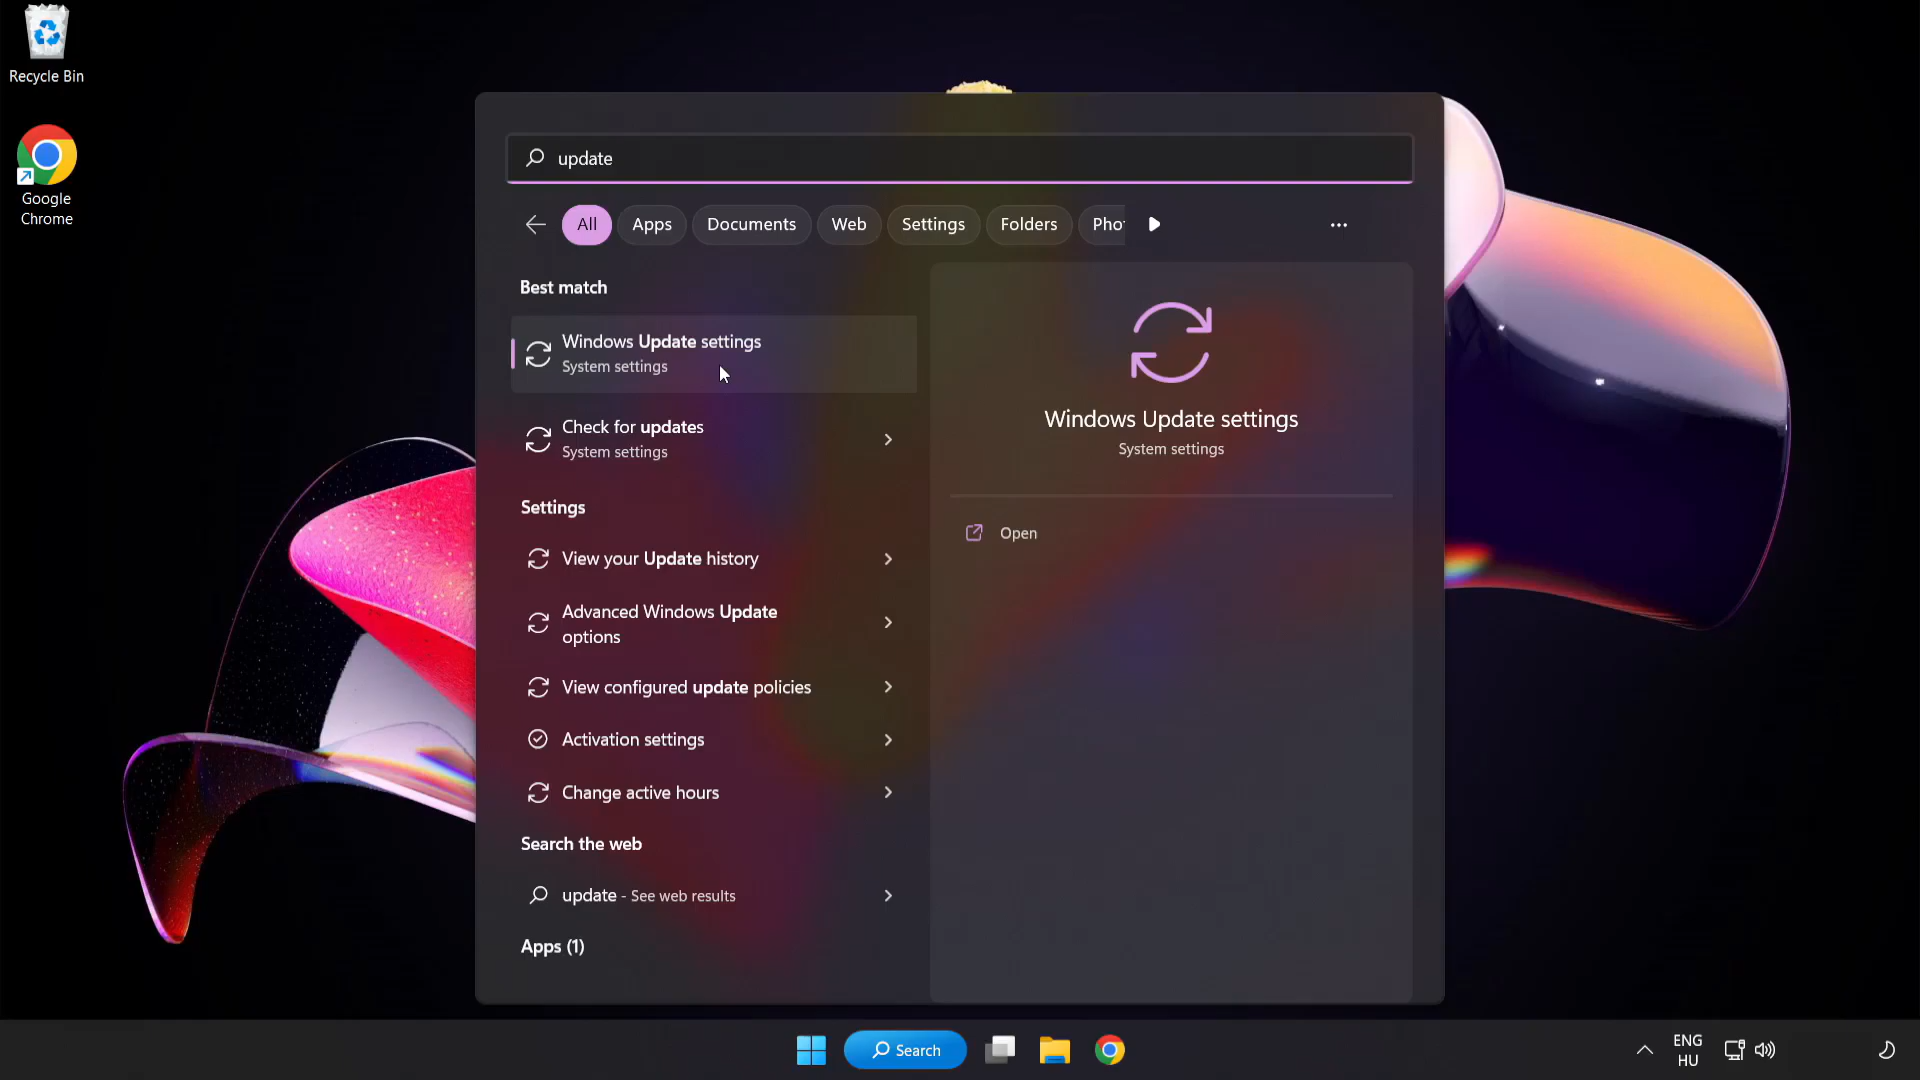 Recycle Bin
Google
Chrome
update
All
Apps
Documents
Web
Settings
Folders
Pho
Best match
Windows Update settings
System settings
Check for updates
System settings
Settings
View your Update history
Advanced Windows Update
options
View configured update policies
Activation settings
Change active hours
Search the web
update - See web results
Apps (1)
Windows Update settings
System settings
Open
Search
ENG
HU